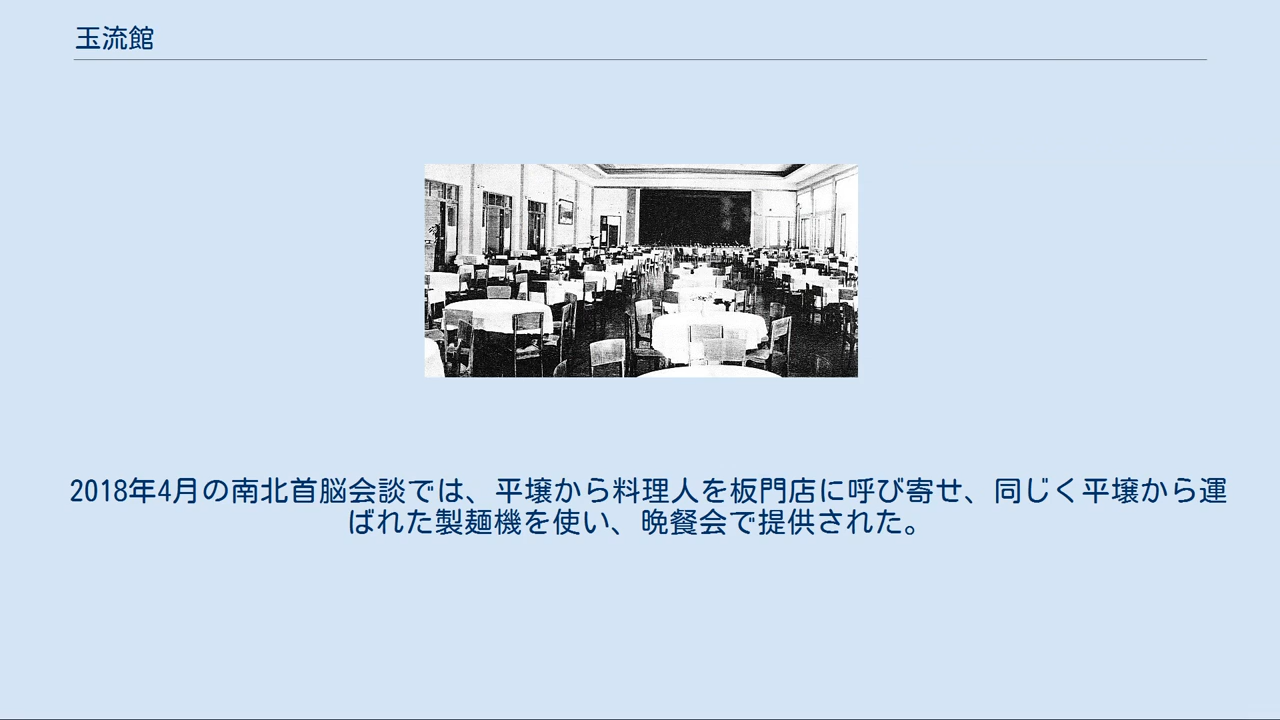 玉流館
2018年4月の南北首脳会談では、平壌から料理人を板門店に呼び寄せ、同じく平壌から運
ばれた製麺機を使い、晩餐会で提供された。